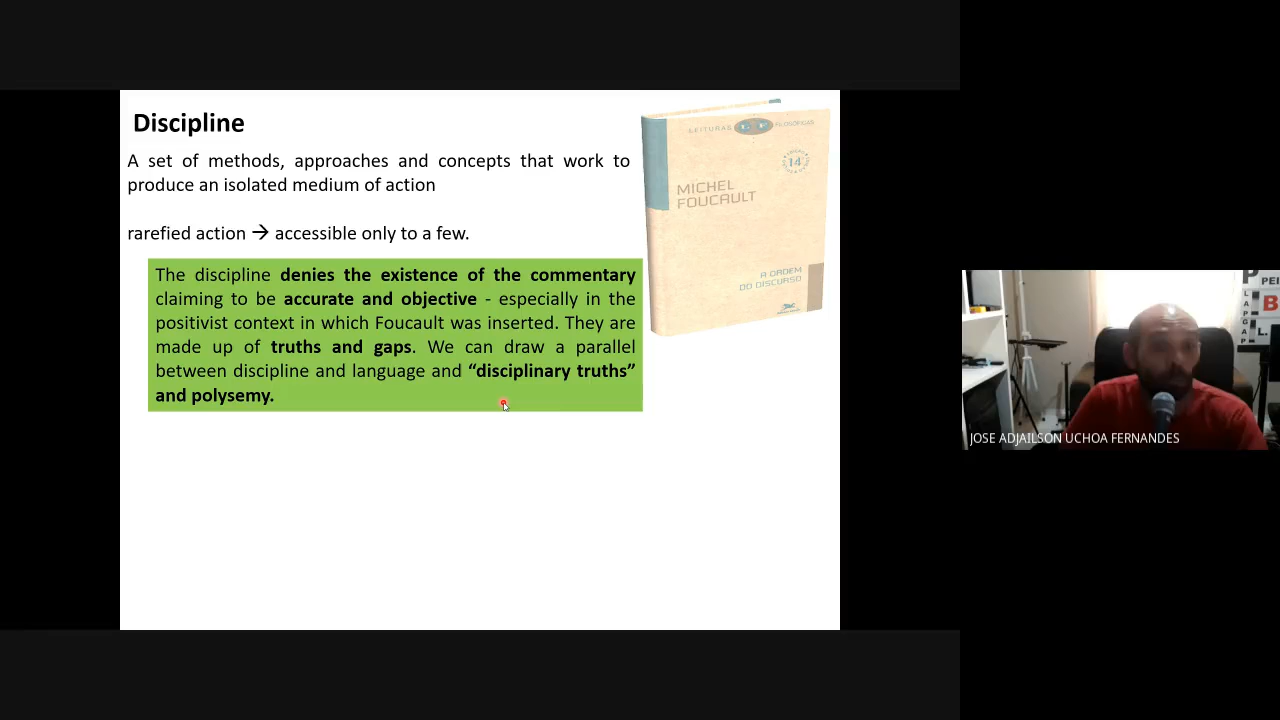 Discipline
A set of methods, approaches and concepts that work to
produce an isolated medium of action
rarefied action → accessible only to a few.
The discipline denies the existence of the commentary
claiming to be accurate and objective - especially in the
positivist context in which Foucault was inserted. They are
made up of truths and gaps. We can draw a parallel
between discipline and language and “disciplinary truths”
and polysemy.
LEITURAS FILOSÓFICAS
14ª
MICHEL
FOUCAULT
A ORDEM
DO DISCURSO
JOSE ADJAILSON UCHOA FERNANDES